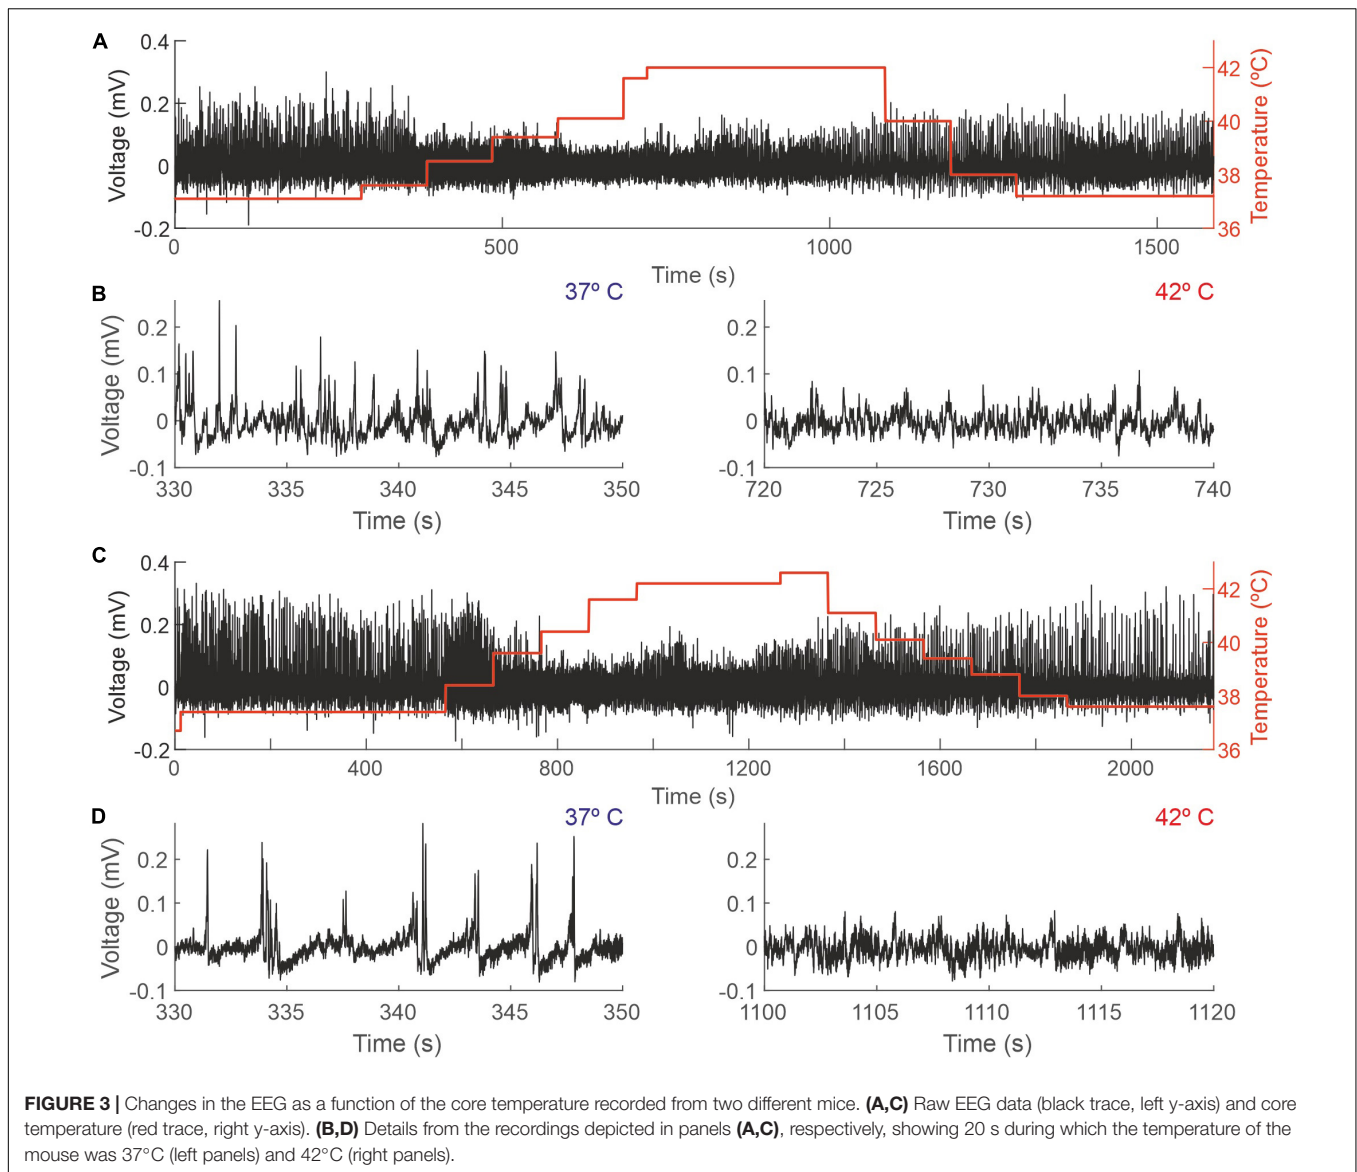 A
0.4
0.2
0
-0.2
Voltage (mV)
42
40
38
36
Temperature (ºC)
0 500 1000 1500
Time (s)
B
37º C
0.2
0.1
0
-0.1
Voltage (mV)
330 335 340 345 350
Time (s)
42º C
0.2
0.1
0
-0.1
720 725 730 735 740
Time (s)
C
0.4
0.2
0
-0.2
Voltage (mV)
42
40
38
36
Temperature (ºC)
0 400 800 1200 1600 2000
Time (s)
D
37º C
0.2
0.1
0
-0.1
Voltage (mV)
330 335 341 345 350
Time (s)
42º C
0.2
0.1
0
-0.1
1100 1105 1110 1115 1120
Time (s)
FIGURE 3 | Changes in the EEG as a function of the core temperature recorded from two different mice. (A,C) Raw EEG data (black trace, left y-axis) and core
temperature (red trace, right y-axis). (B,D) Details from the recordings depicted in panels (A,C), respectively, showing 20 s during which the temperature of the
mouse was 37°C (left panels) and 42°C (right panels).